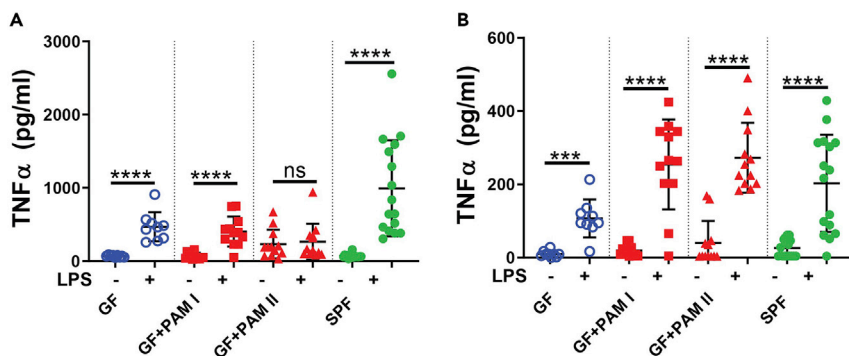 A
TNFα (pg/ml)
3000
2000
1000
0
****
****
ns
****
LPS
- + - + - + - +
GF
GF+PAM I
GF+PAM II
SPF
B
TNFα (pg/ml)
600
400
200
0
***
****
****
****
LPS
- + - + - + - +
GF
GF+PAM I
GF+PAM II
SPF